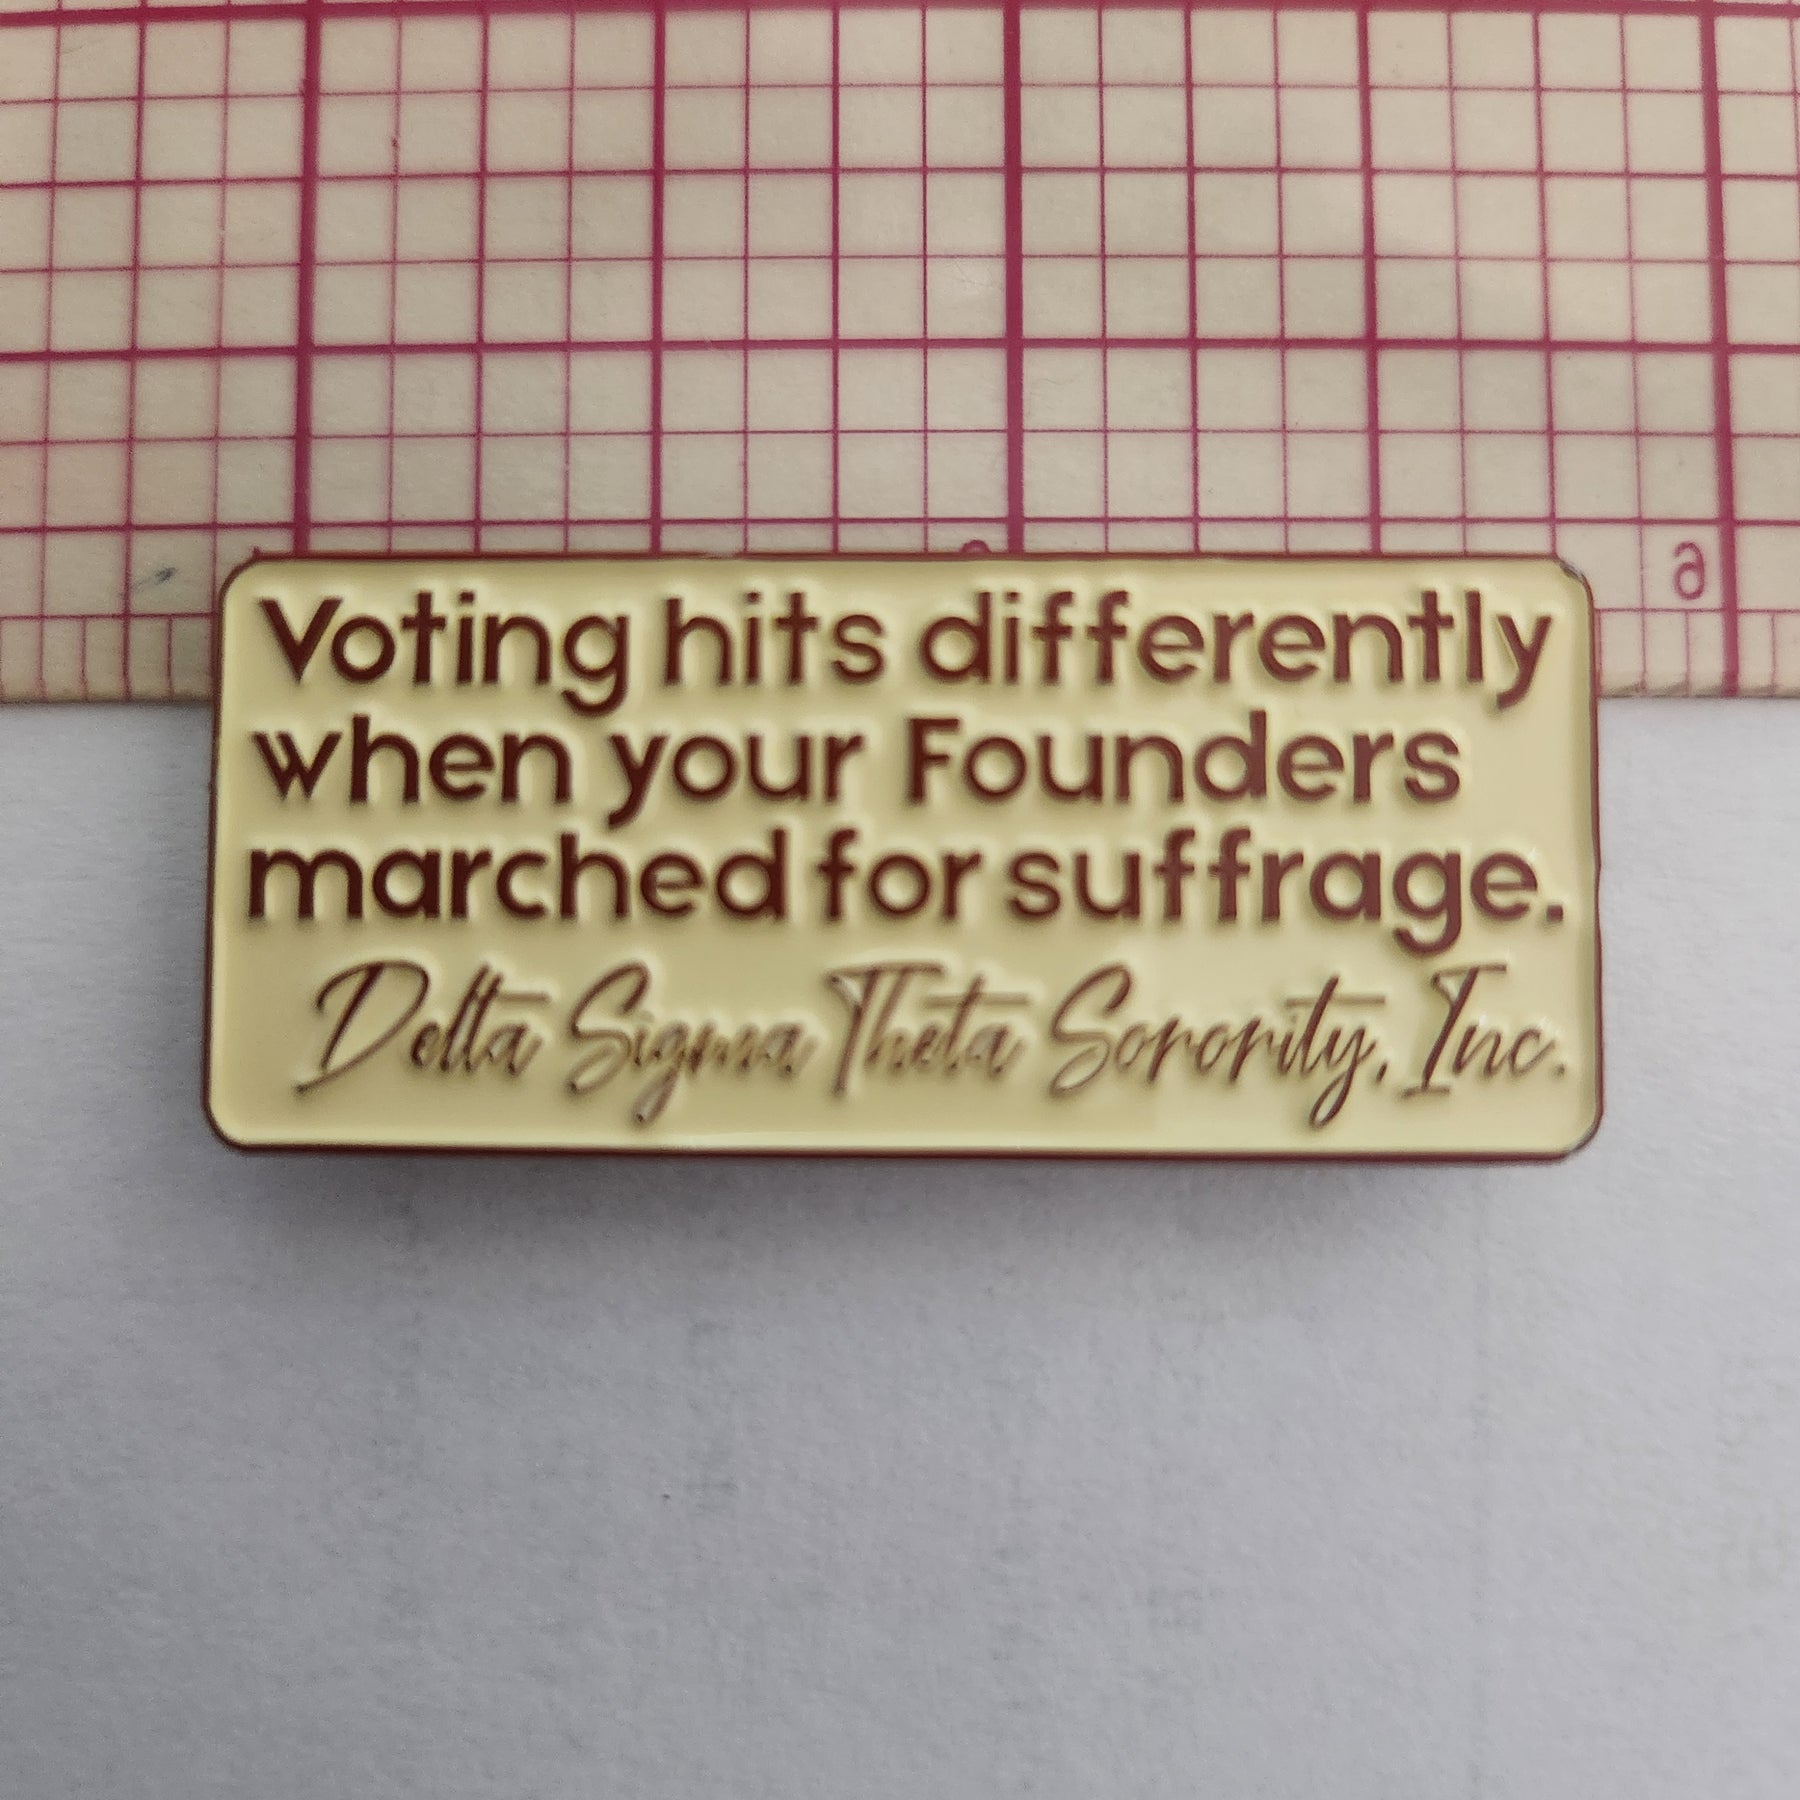 Voting hits differently
when your Founders
marched for suffrage.
Delta Sigma Theta Sorority, Inc.